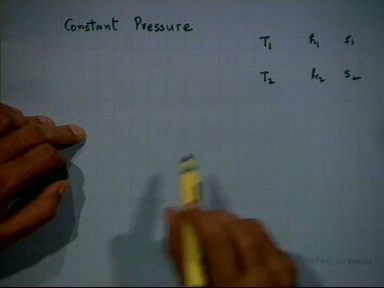 Constant Pressure
T₁ h₁ s₁
T₂ h₂ s₂